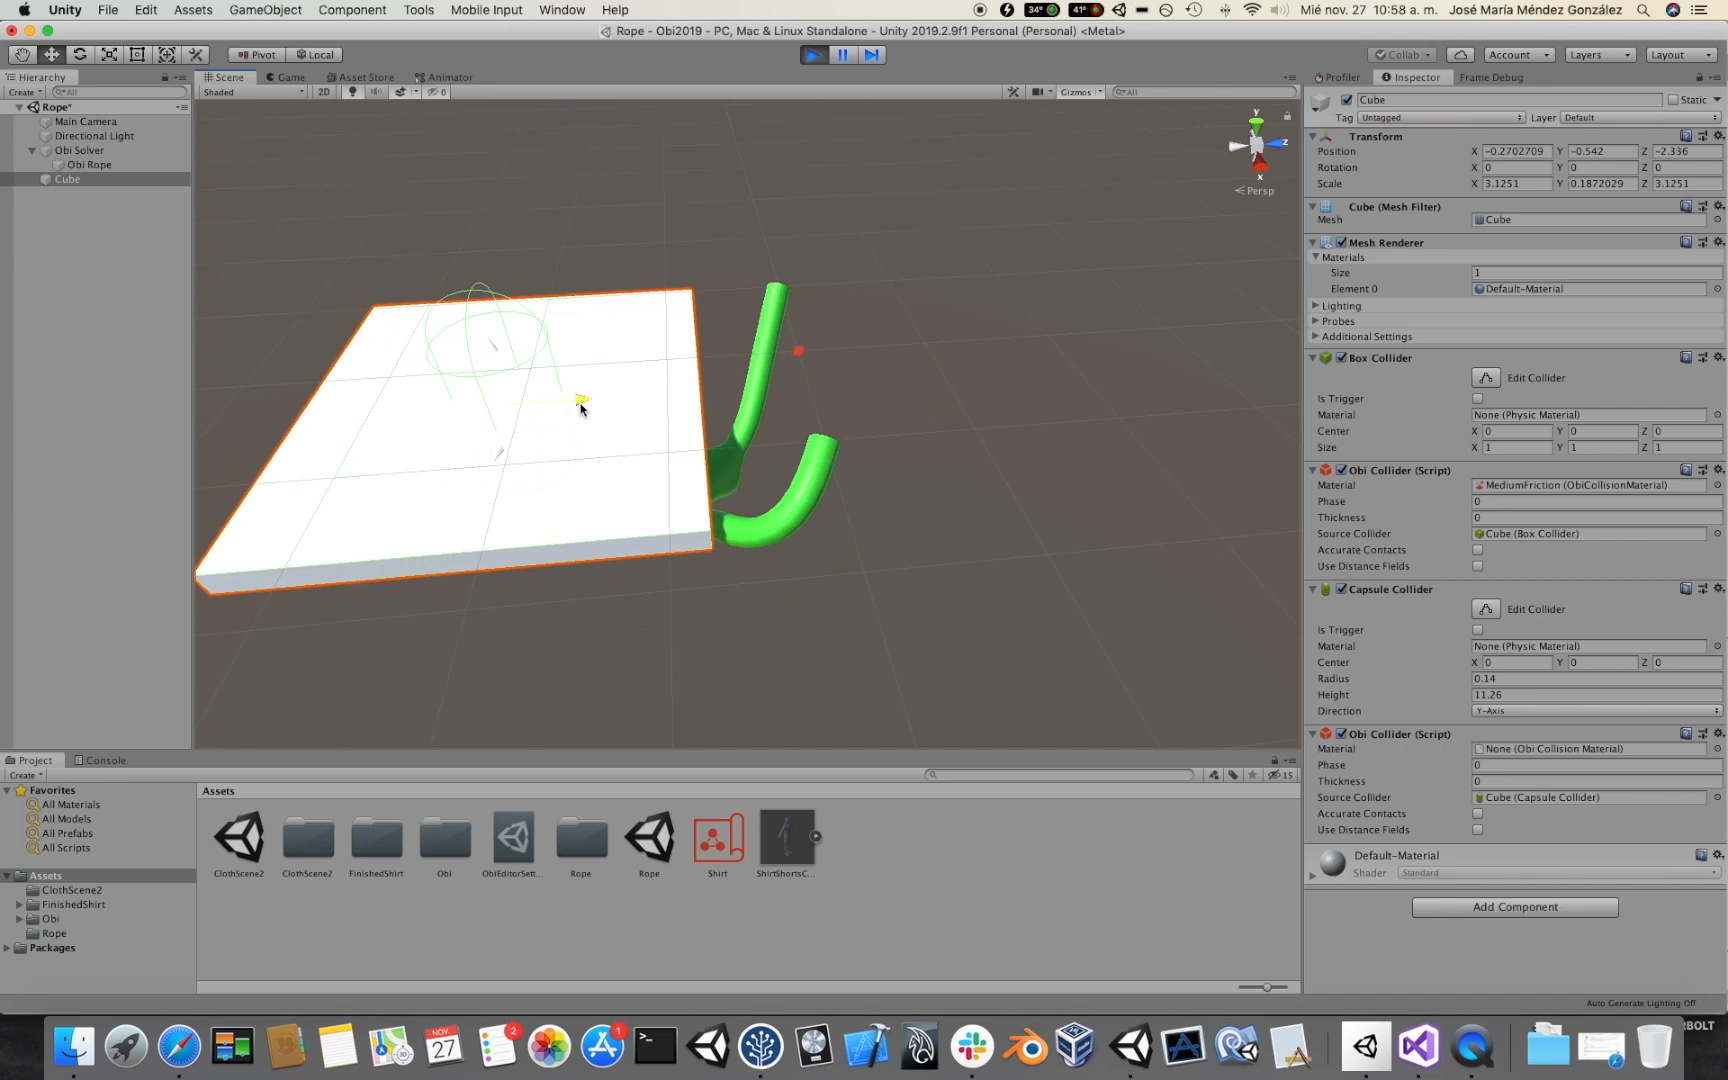 Unity File Edit Assets GameObject Component Tools Mobile Input Window Help 34° 41° Mié nov. 27 10:58 a. m. José María Méndez González
Rope - Obi2019 - PC, Mac & Linux Standalone - Unity 2019.2.9f1 Personal (Personal) <Metal>
Pivot Local Collab Account Layers Layout
Hierarchy Scene Game Asset Store Animator Profiler Inspector Frame Debug
Create All Shaded 2D 0 Gizmos All
Rope*
Main Camera
Directional Light
Obi Solver
Obi Rope
Cube
y
z
x
Persp
Cube Static
Tag Untagged Layer Default
Transform
Position X -0.2702709 Y -0.542 Z -2.336
Rotation X 0 Y 0 Z 0
Scale X 3.1251 Y 0.1872029 Z 3.1251
Cube (Mesh Filter)
Mesh Cube
Mesh Renderer
Materials
Size 1
Element 0 Default-Material
Lighting
Probes
Additional Settings
Box Collider
Edit Collider
Is Trigger
Material None (Physic Material)
Center X 0 Y 0 Z 0
Size X 1 Y 1 Z 1
Obi Collider (Script)
Material MediumFriction (ObiCollisionMaterial)
Phase 0
Thickness 0
Source Collider Cube (Box Collider)
Accurate Contacts
Use Distance Fields
Capsule Collider
Edit Collider
Is Trigger
Material None (Physic Material)
Center X 0 Y 0 Z 0
Radius 0.14
Height 11.26
Direction Y-Axis
Obi Collider (Script)
Material None (Obi Collision Material)
Phase 0
Thickness 0
Source Collider Cube (Capsule Collider)
Accurate Contacts
Use Distance Fields
Default-Material
Shader Standard
Add Component
Project Console
Create 15
Favorites
All Materials
All Models
All Prefabs
All Scripts
Assets
ClothScene2
FinishedShirt
Obi
Rope
Packages
Assets
ClothScene2 ClothScene2 FinishedShirt Obi ObiEditorSett... Rope Rope Shirt ShirtShortsC...
Auto Generate Lighting Off
NOV. 27 2 1
RBOLT